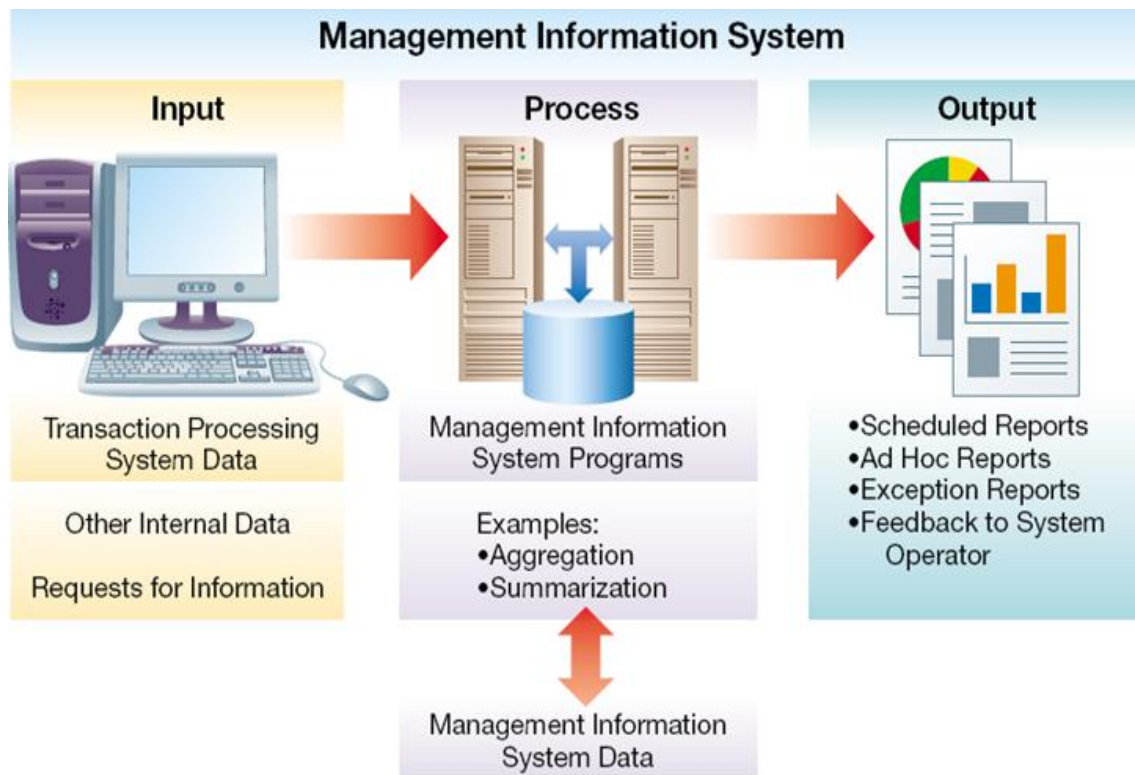 Management Information System
Input
Transaction Processing
System Data
Other Internal Data
Requests for Information
Process
Management Information
System Programs
Examples:
•Aggregation
•Summarization
Management Information
System Data
Output
•Scheduled Reports
•Ad Hoc Reports
•Exception Reports
•Feedback to System
Operator